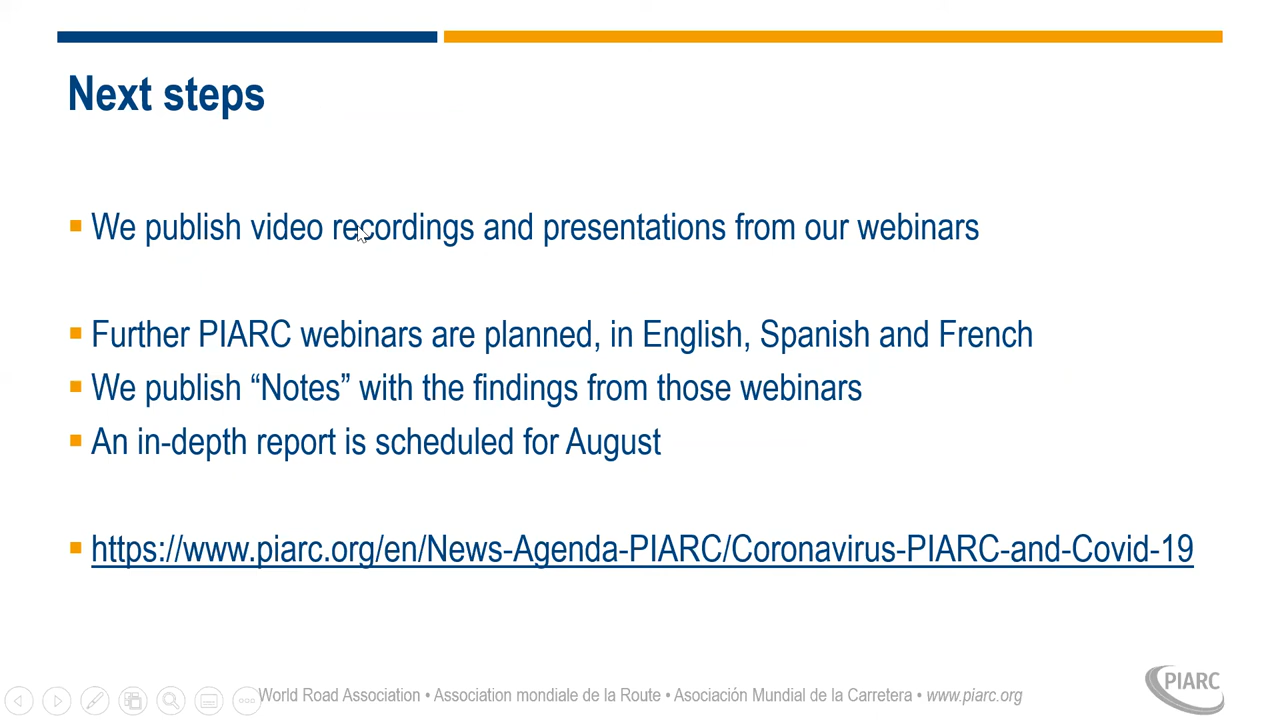 Next steps
We publish video recordings and presentations from our webinars
Further PIARC webinars are planned, in English, Spanish and French
We publish “Notes” with the findings from those webinars
An in-depth report is scheduled for August
https://www.piarc.org/en/News-Agenda-PIARC/Coronavirus-PIARC-and-Covid-19
World Road Association • Association mondiale de la Route • Asociación Mundial de la Carretera • www.piarc.org
PIARC